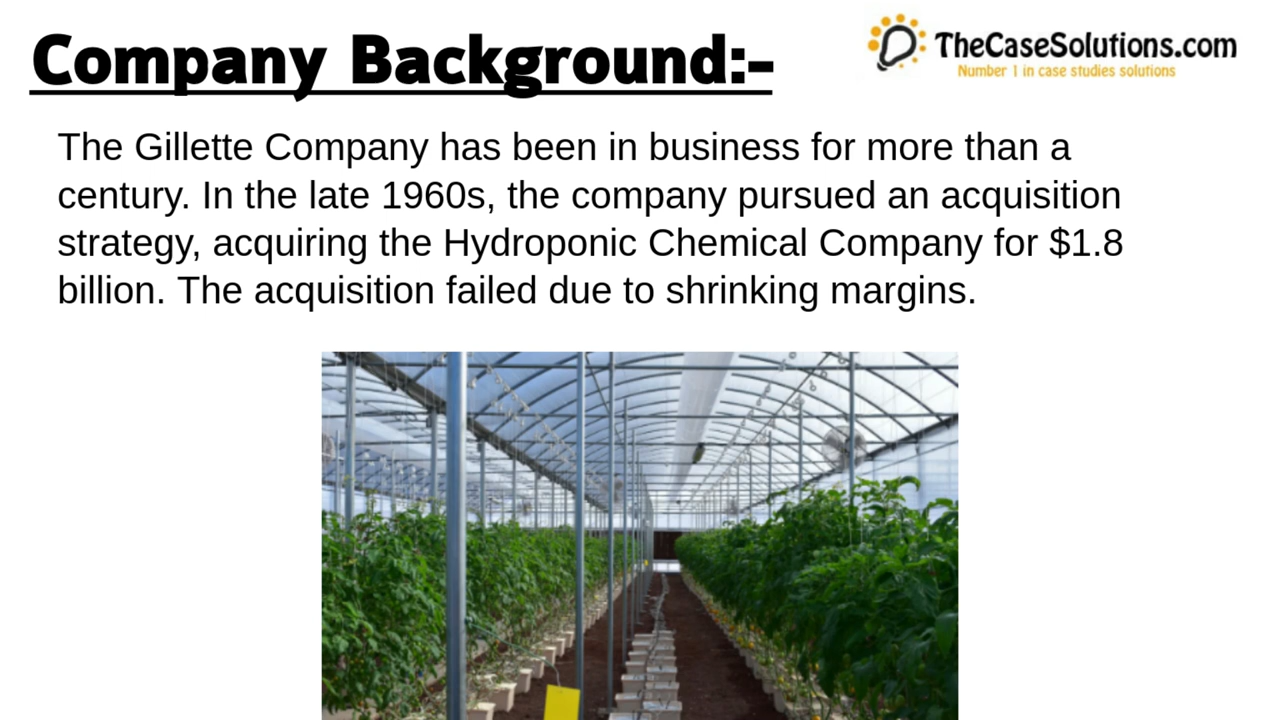 Company Background:-
TheCaseSolutions.com
Number 1 in case studies solutions
The Gillette Company has been in business for more than a
century. In the late 1960s, the company pursued an acquisition
strategy, acquiring the Hydroponic Chemical Company for $1.8
billion. The acquisition failed due to shrinking margins.